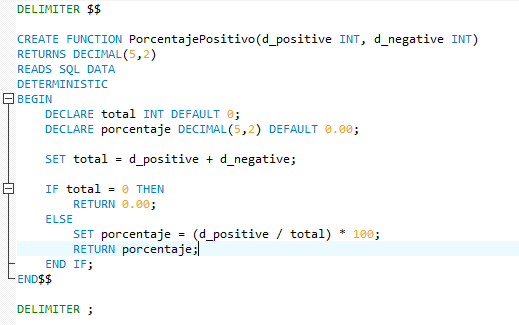 DELIMITER $$
CREATE FUNCTION PorcentajePositivo(d_positive INT, d_negative INT)
RETURNS DECIMAL(5,2)
READS SQL DATA
DETERMINISTIC
BEGIN
DECLARE total INT DEFAULT 0;
DECLARE porcentaje DECIMAL(5,2) DEFAULT 0.00;
SET total = d_positive + d_negative;
IF total = 0 THEN
RETURN 0.00;
ELSE
SET porcentaje = (d_positive / total) * 100;
RETURN porcentaje;
END IF;
END$$
DELIMITER ;